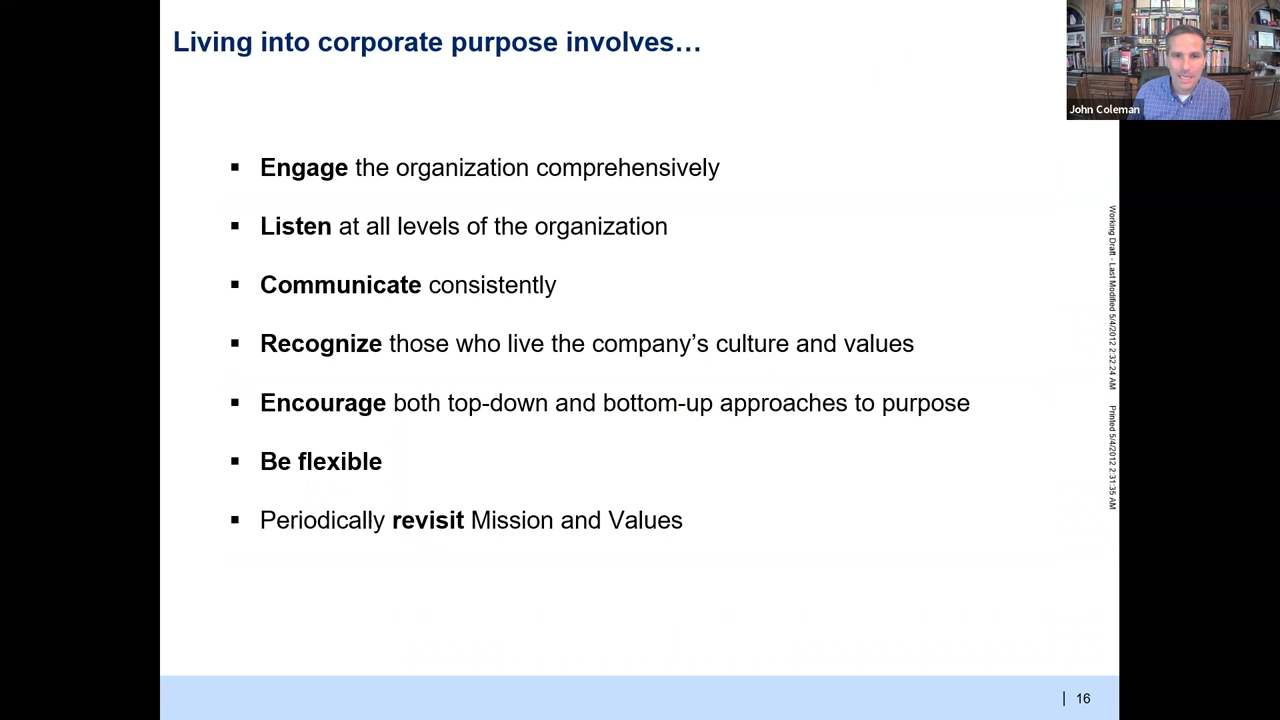 Living into corporate purpose involves…
John Coleman
▪ Engage the organization comprehensively
▪ Listen at all levels of the organization
▪ Communicate consistently
▪ Recognize those who live the company’s culture and values
▪ Encourage both top-down and bottom-up approaches to purpose
▪ Be flexible
▪ Periodically revisit Mission and Values
Working Draft - Last Modified 5/4/2012 2:32:24 AM Printed 5/4/2012 2:31:35 AM
| 16